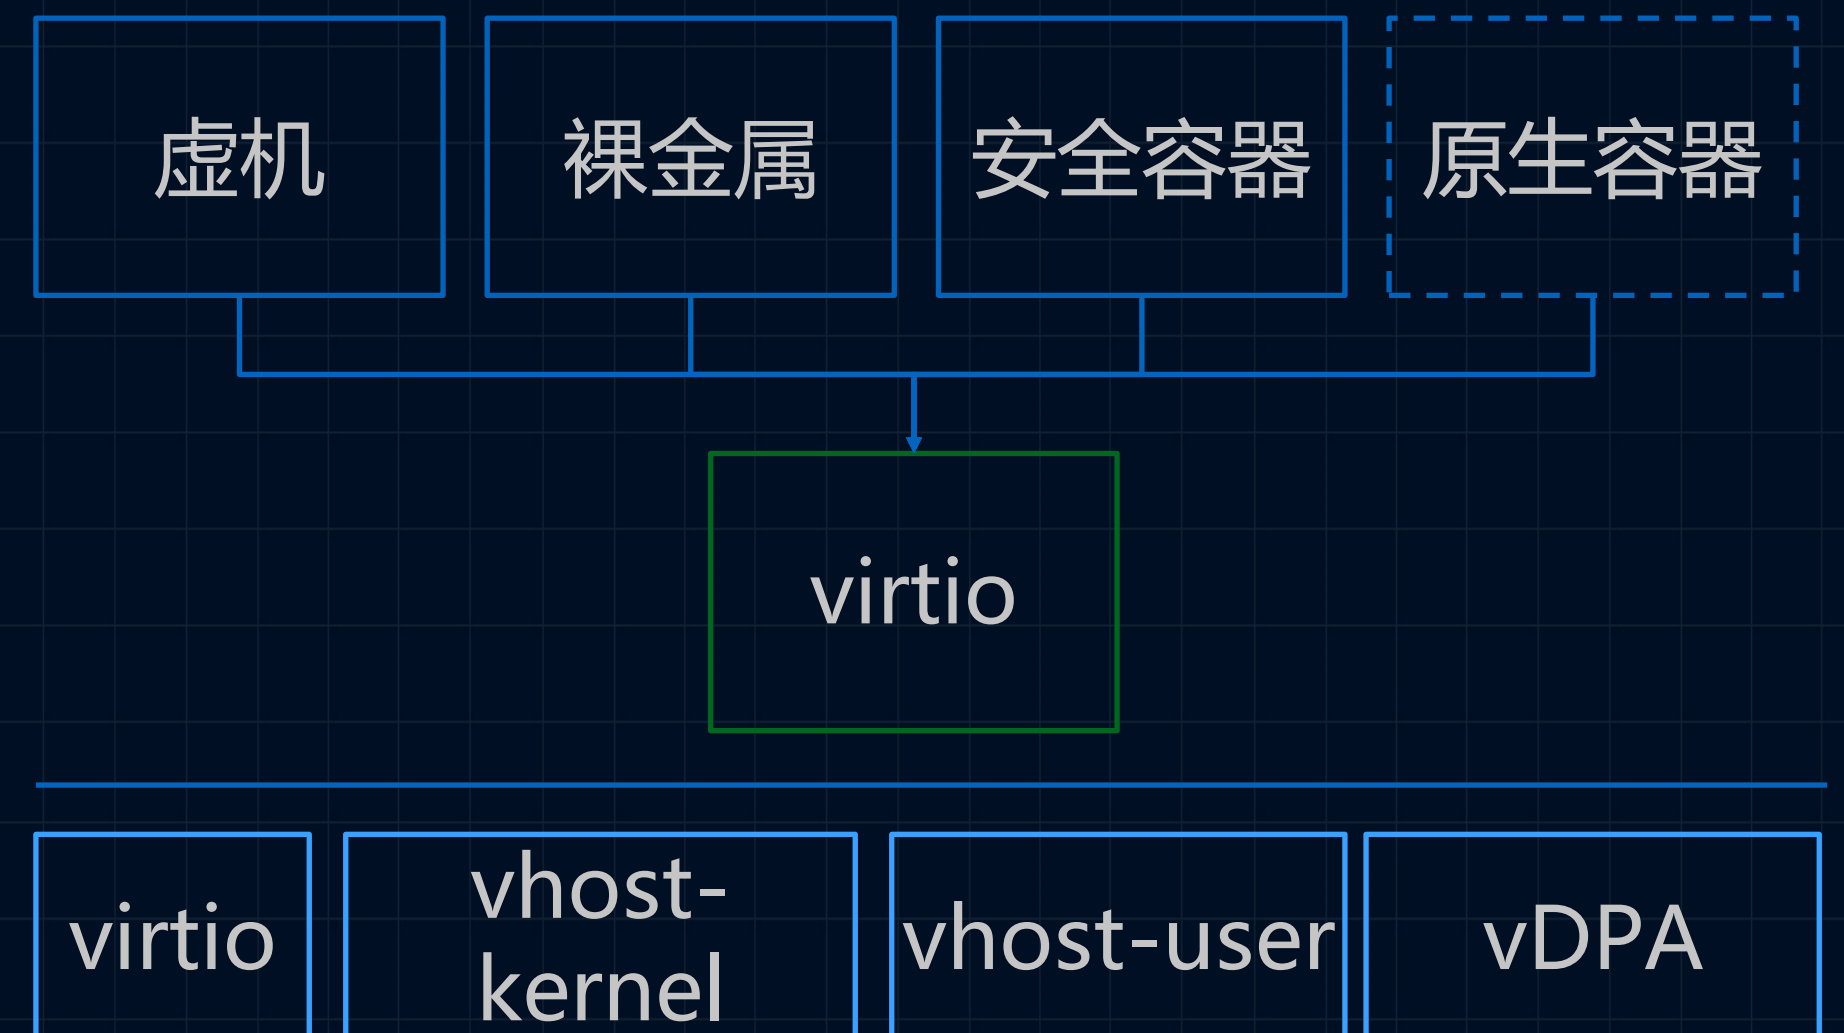 虚机
裸金属
安全容器
原生容器
virtio
virtio
vhost-
kernel
vhost-user
vDPA